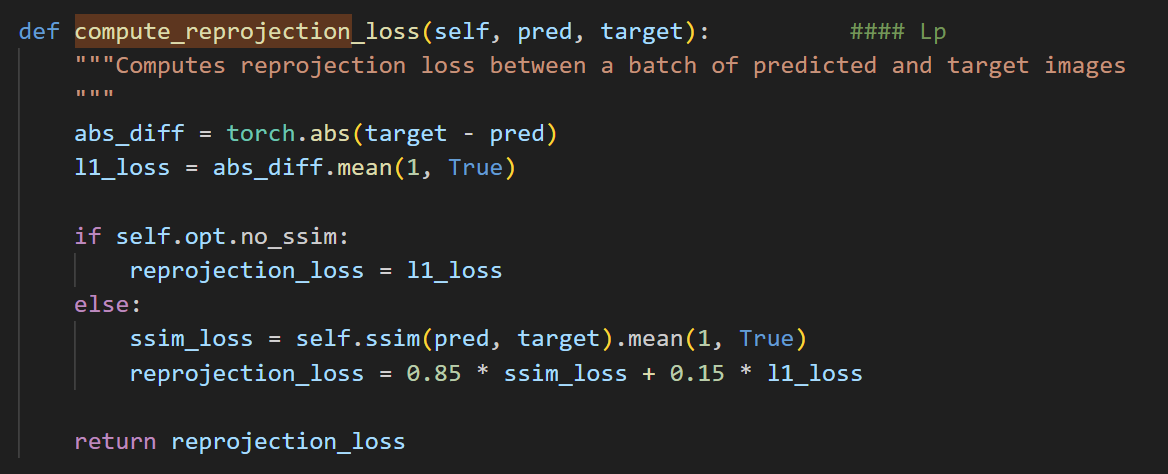 def compute_reprojection_loss(self, pred, target):          #### Lp
    """Computes reprojection loss between a batch of predicted and target images
    """
    abs_diff = torch.abs(target - pred)
    l1_loss = abs_diff.mean(1, True)

    if self.opt.no_ssim:
        reprojection_loss = l1_loss
    else:
        ssim_loss = self.ssim(pred, target).mean(1, True)
        reprojection_loss = 0.85 * ssim_loss + 0.15 * l1_loss

    return reprojection_loss